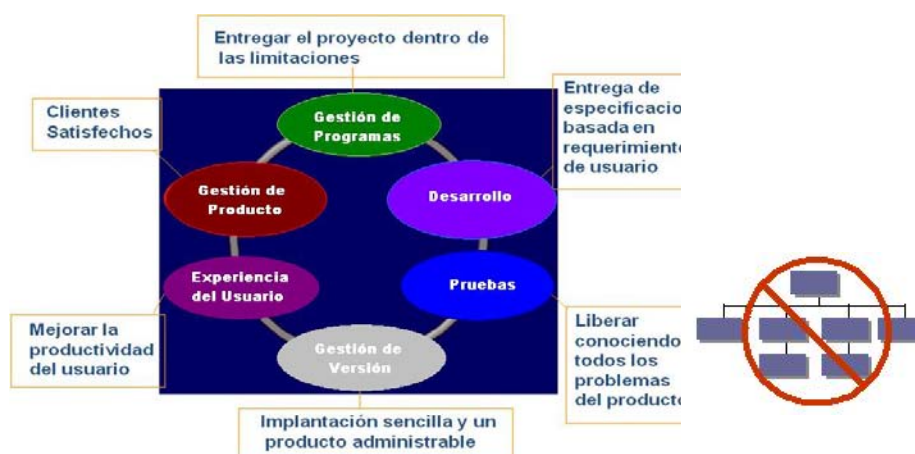 Entregar el proyecto dentro de
las limitaciones
Clientes
Satisfechos
Gestión de
Programas
Entrega de
especificacio
basada en
requerimiento
de usuario
Gestión de
Producto
Desarrollo
Experiencia
del Usuario
Pruebas
Mejorar la
productividad
del usuario
Gestión de
Versión
Liberar
conociendo
todos los
problemas
del producto
Implantación sencilla y un
producto administrable